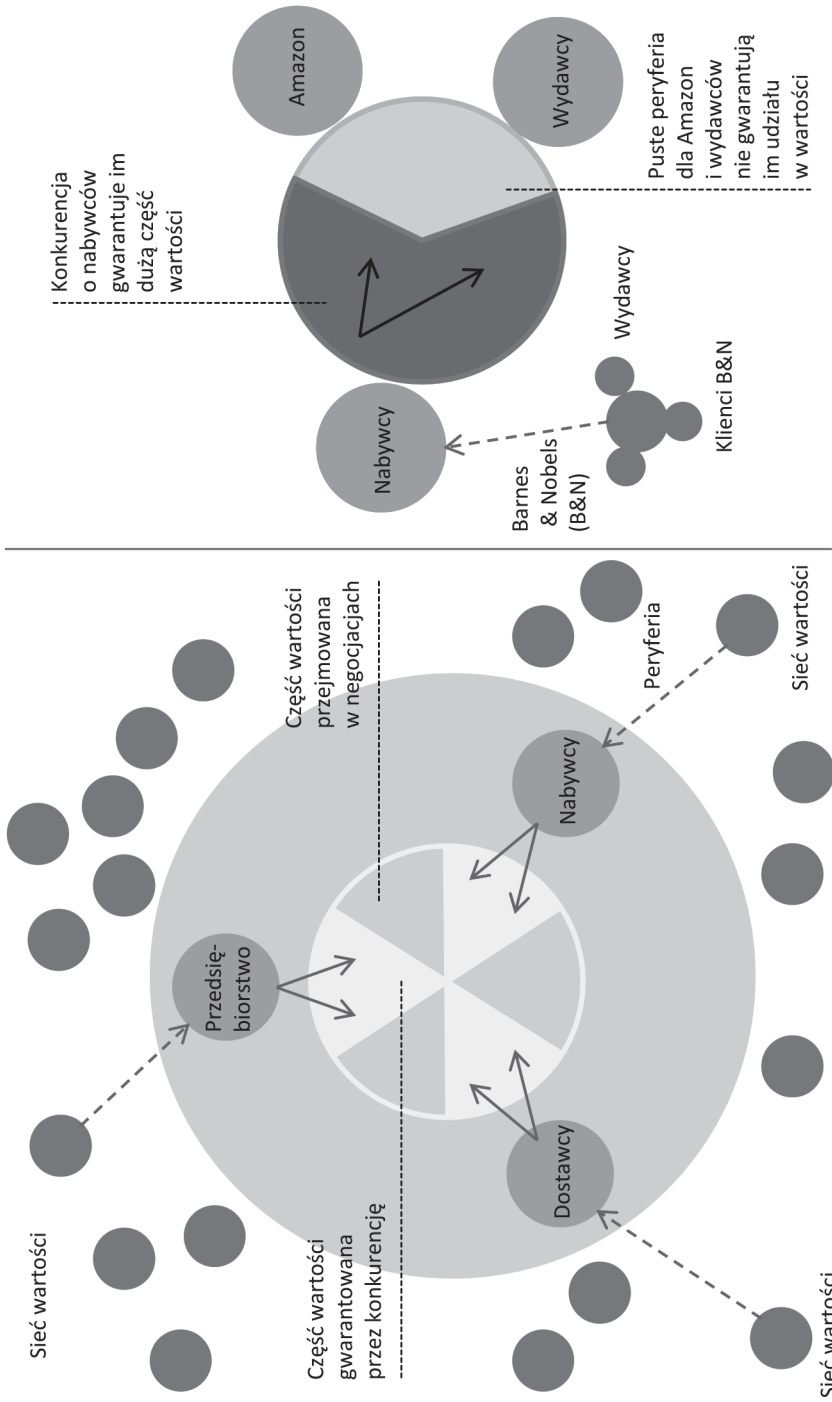 Sieć wartości
Przedsię-
biorstwo
Część wartości
gwarantowana
przez konkurencję
Część wartości
przejmowana
w negocjacjach
Dostawcy
Nabywcy
Peryferia
Sieć wartości
Sieć wartości
Konkurencja
o nabywców
gwarantuje im
dużą część
wartości
Amazon
Nabywcy
Wydawcy
Barnes
& Nobels
(B&N)
Wydawcy
Klienci B&N
Puste peryferia
dla Amazon
i wydawców
nie gwarantują
im udziału
w wartości